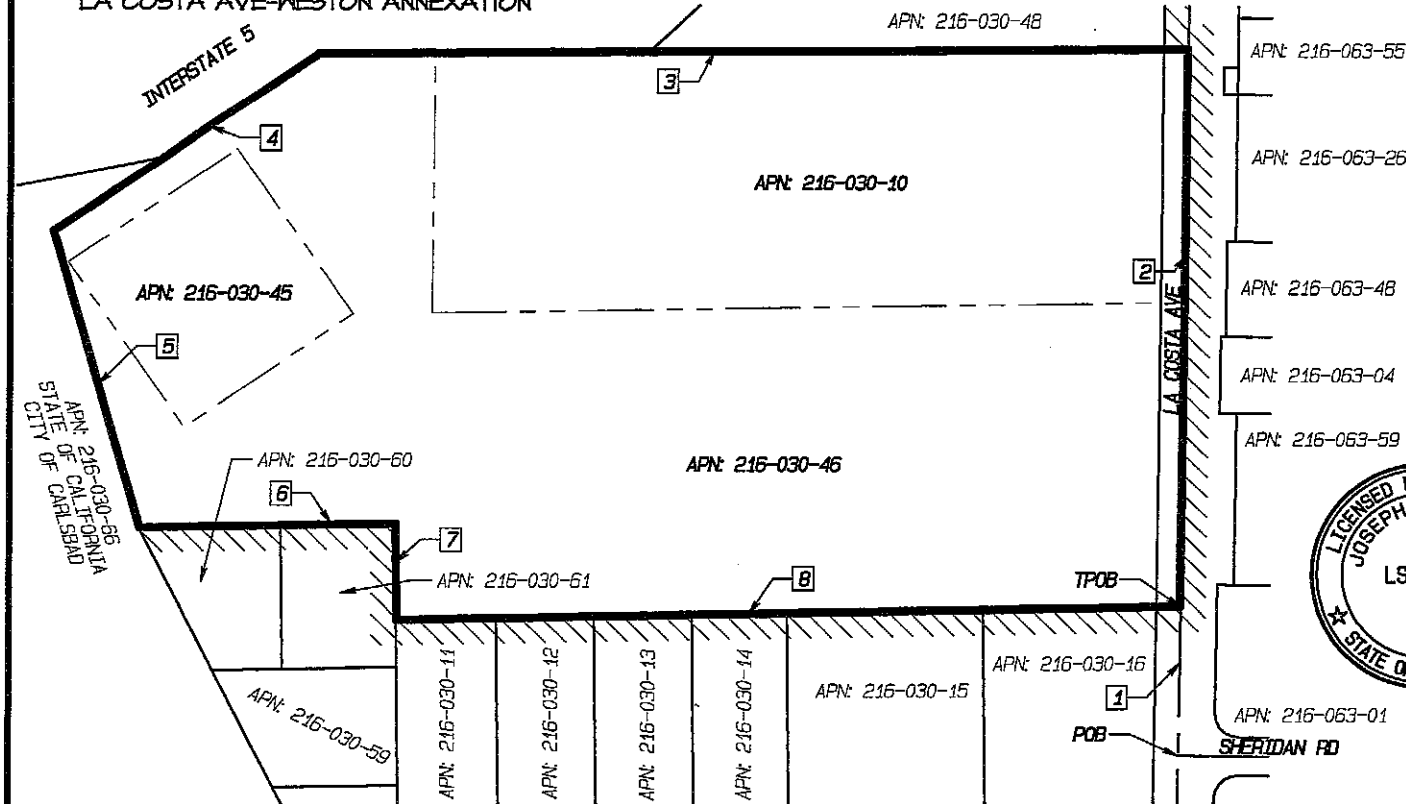 LA COSTA AVE-WESTON ANNEXATION
INTERSTATE 5
APN: 216-030-48
APN: 216-063-55
3
4
APN: 216-063-26
APN: 216-030-10
2
APN: 216-030-45
APN: 216-063-48
LA COSTA AVE
5
APN: 216-063-04
APN: 216-030-66
STATE OF CALIFORNIA
CITY OF CARLSBAD
APN: 216-063-59
APN: 216-030-60
APN: 216-030-46
6
7
APN: 216-030-61
8
TPOB
LICENSED
JOSEPH
LS
STATE
APN: 216-030-59
APN: 216-030-11
APN: 216-030-12
APN: 216-030-13
APN: 216-030-14
APN: 216-030-15
APN: 216-030-16
1
APN: 216-063-01
POB
SHERIDAN RD